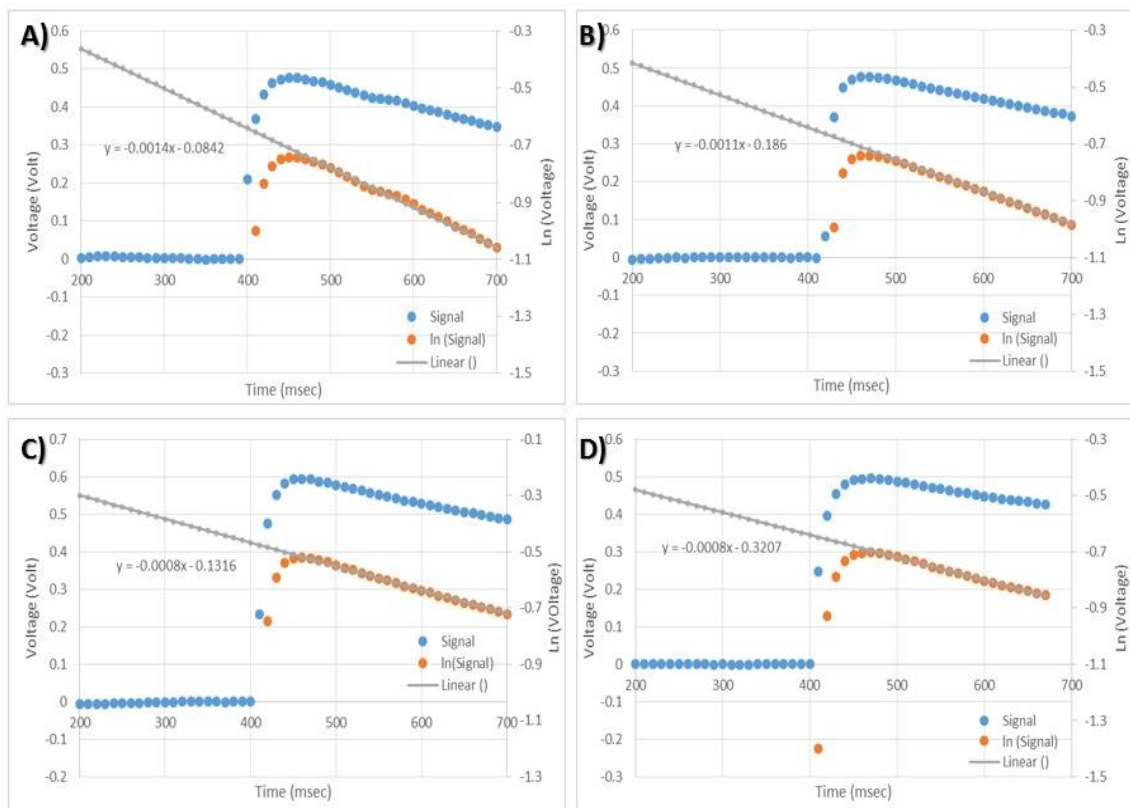 A)
0.6
0.5
0.4
0.3
0.2
0.1
0
-0.1
-0.2
-0.3
-0.3
-0.5
-0.7
-0.9
-1.1
-1.3
-1.5
200
300
400
500
600
700
Voltage (Volt)
Ln (Voltage)
y = -0.0014x - 0.0842
Signal
ln (Signal)
Linear ()
Time (msec)
B)
0.6
0.5
0.4
0.3
0.2
0.1
0
-0.1
-0.2
-0.3
-0.3
-0.5
-0.7
-0.9
-1.1
-1.3
-1.5
200
300
400
500
600
700
Voltage (Volt)
Ln (Voltage)
y = -0.0011x - 0.186
Signal
ln (Signal)
Linear ()
Time (msec)
C)
0.7
0.6
0.5
0.4
0.3
0.2
0.1
0
-0.1
-0.2
-0.1
-0.3
-0.5
-0.7
-0.9
-1.1
-1.3
200
300
400
500
600
700
Voltage (Volt)
Ln (VOltage)
y = -0.0008x - 0.1316
Signal
ln(Signal)
Linear ()
Time (msec)
D)
0.6
0.5
0.4
0.3
0.2
0.1
0
-0.1
-0.2
-0.3
-0.3
-0.5
-0.7
-0.9
-1.1
-1.3
-1.5
200
300
400
500
600
700
Voltage (Volt)
Ln (Voltage)
y = -0.0008x - 0.3207
Signal
ln (Signal)
Linear ()
Time (msec)